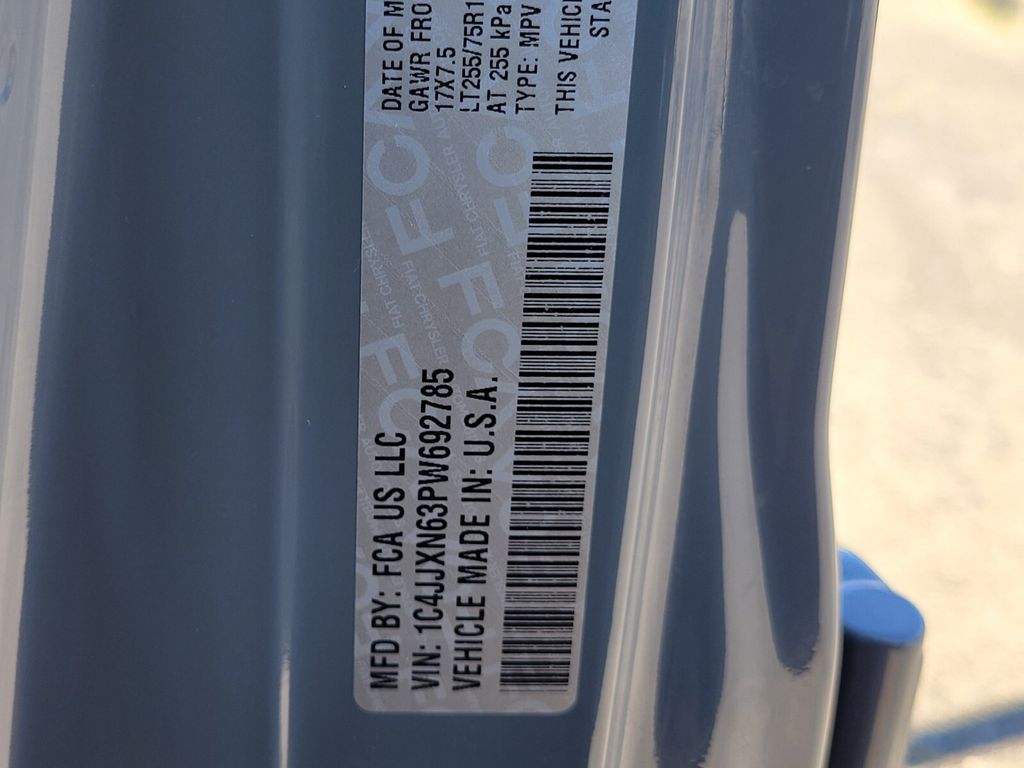 MFD BY: FCA US LLC
VIN: 1C4JJXN63PW692785
VEHICLE MADE IN: U.S.A.
DATE OF M
GAWR FRO
17X7.5
LT255/75R1
AT 255 kPa
TYPE: MPV
THIS VEHICL
STA